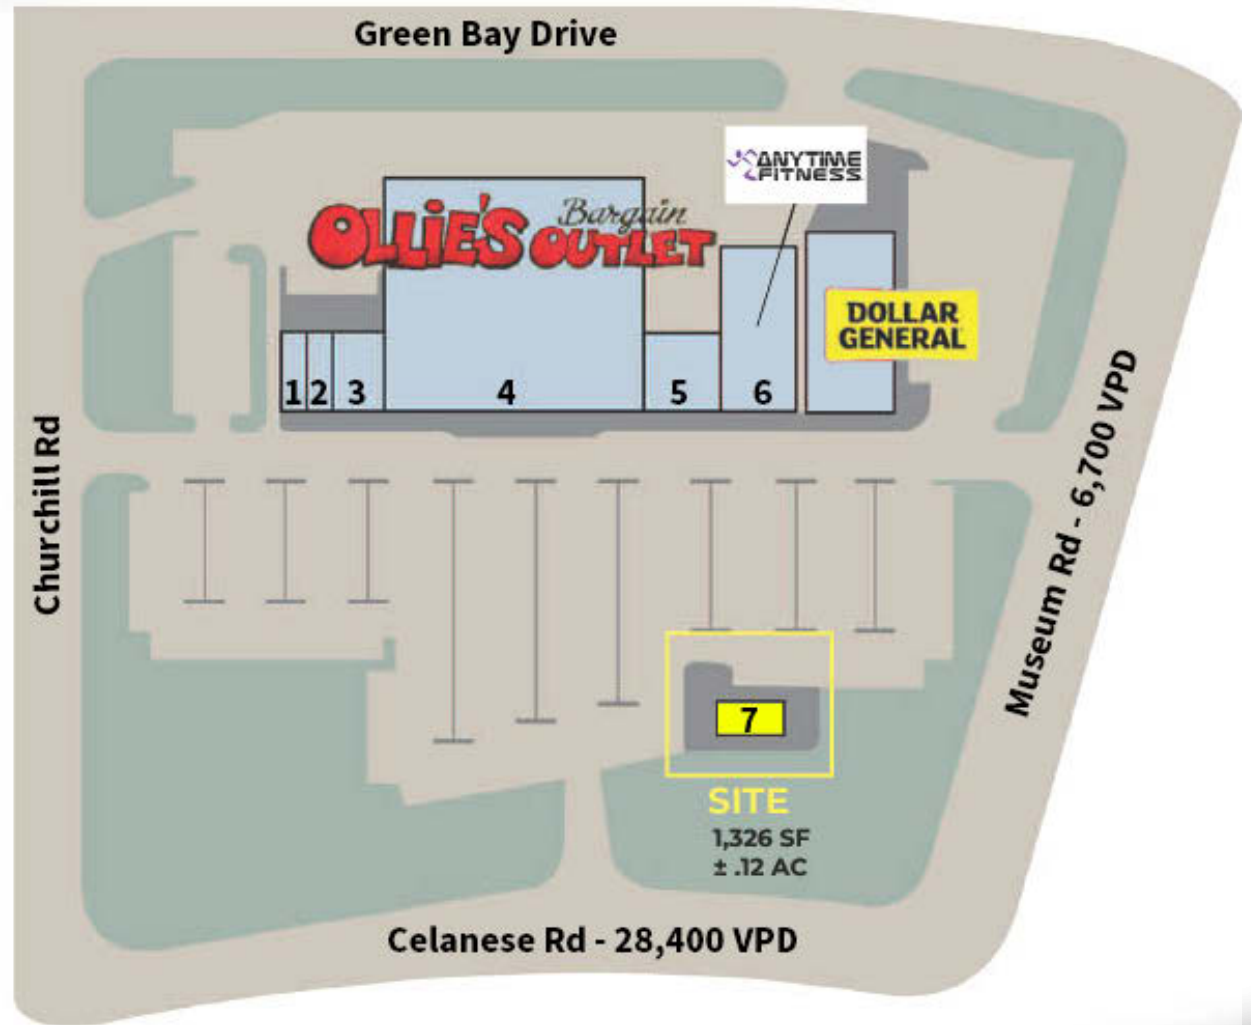 Green Bay Drive
ANYTIME
FITNESS
OLLIE'S Bargain
OUTLET
DOLLAR
GENERAL
1 2 3 4 5 6
Churchill Rd
Museum Rd - 6,700 VPD
7
SITE
1,326 SF
± .12 AC
Celanese Rd - 28,400 VPD